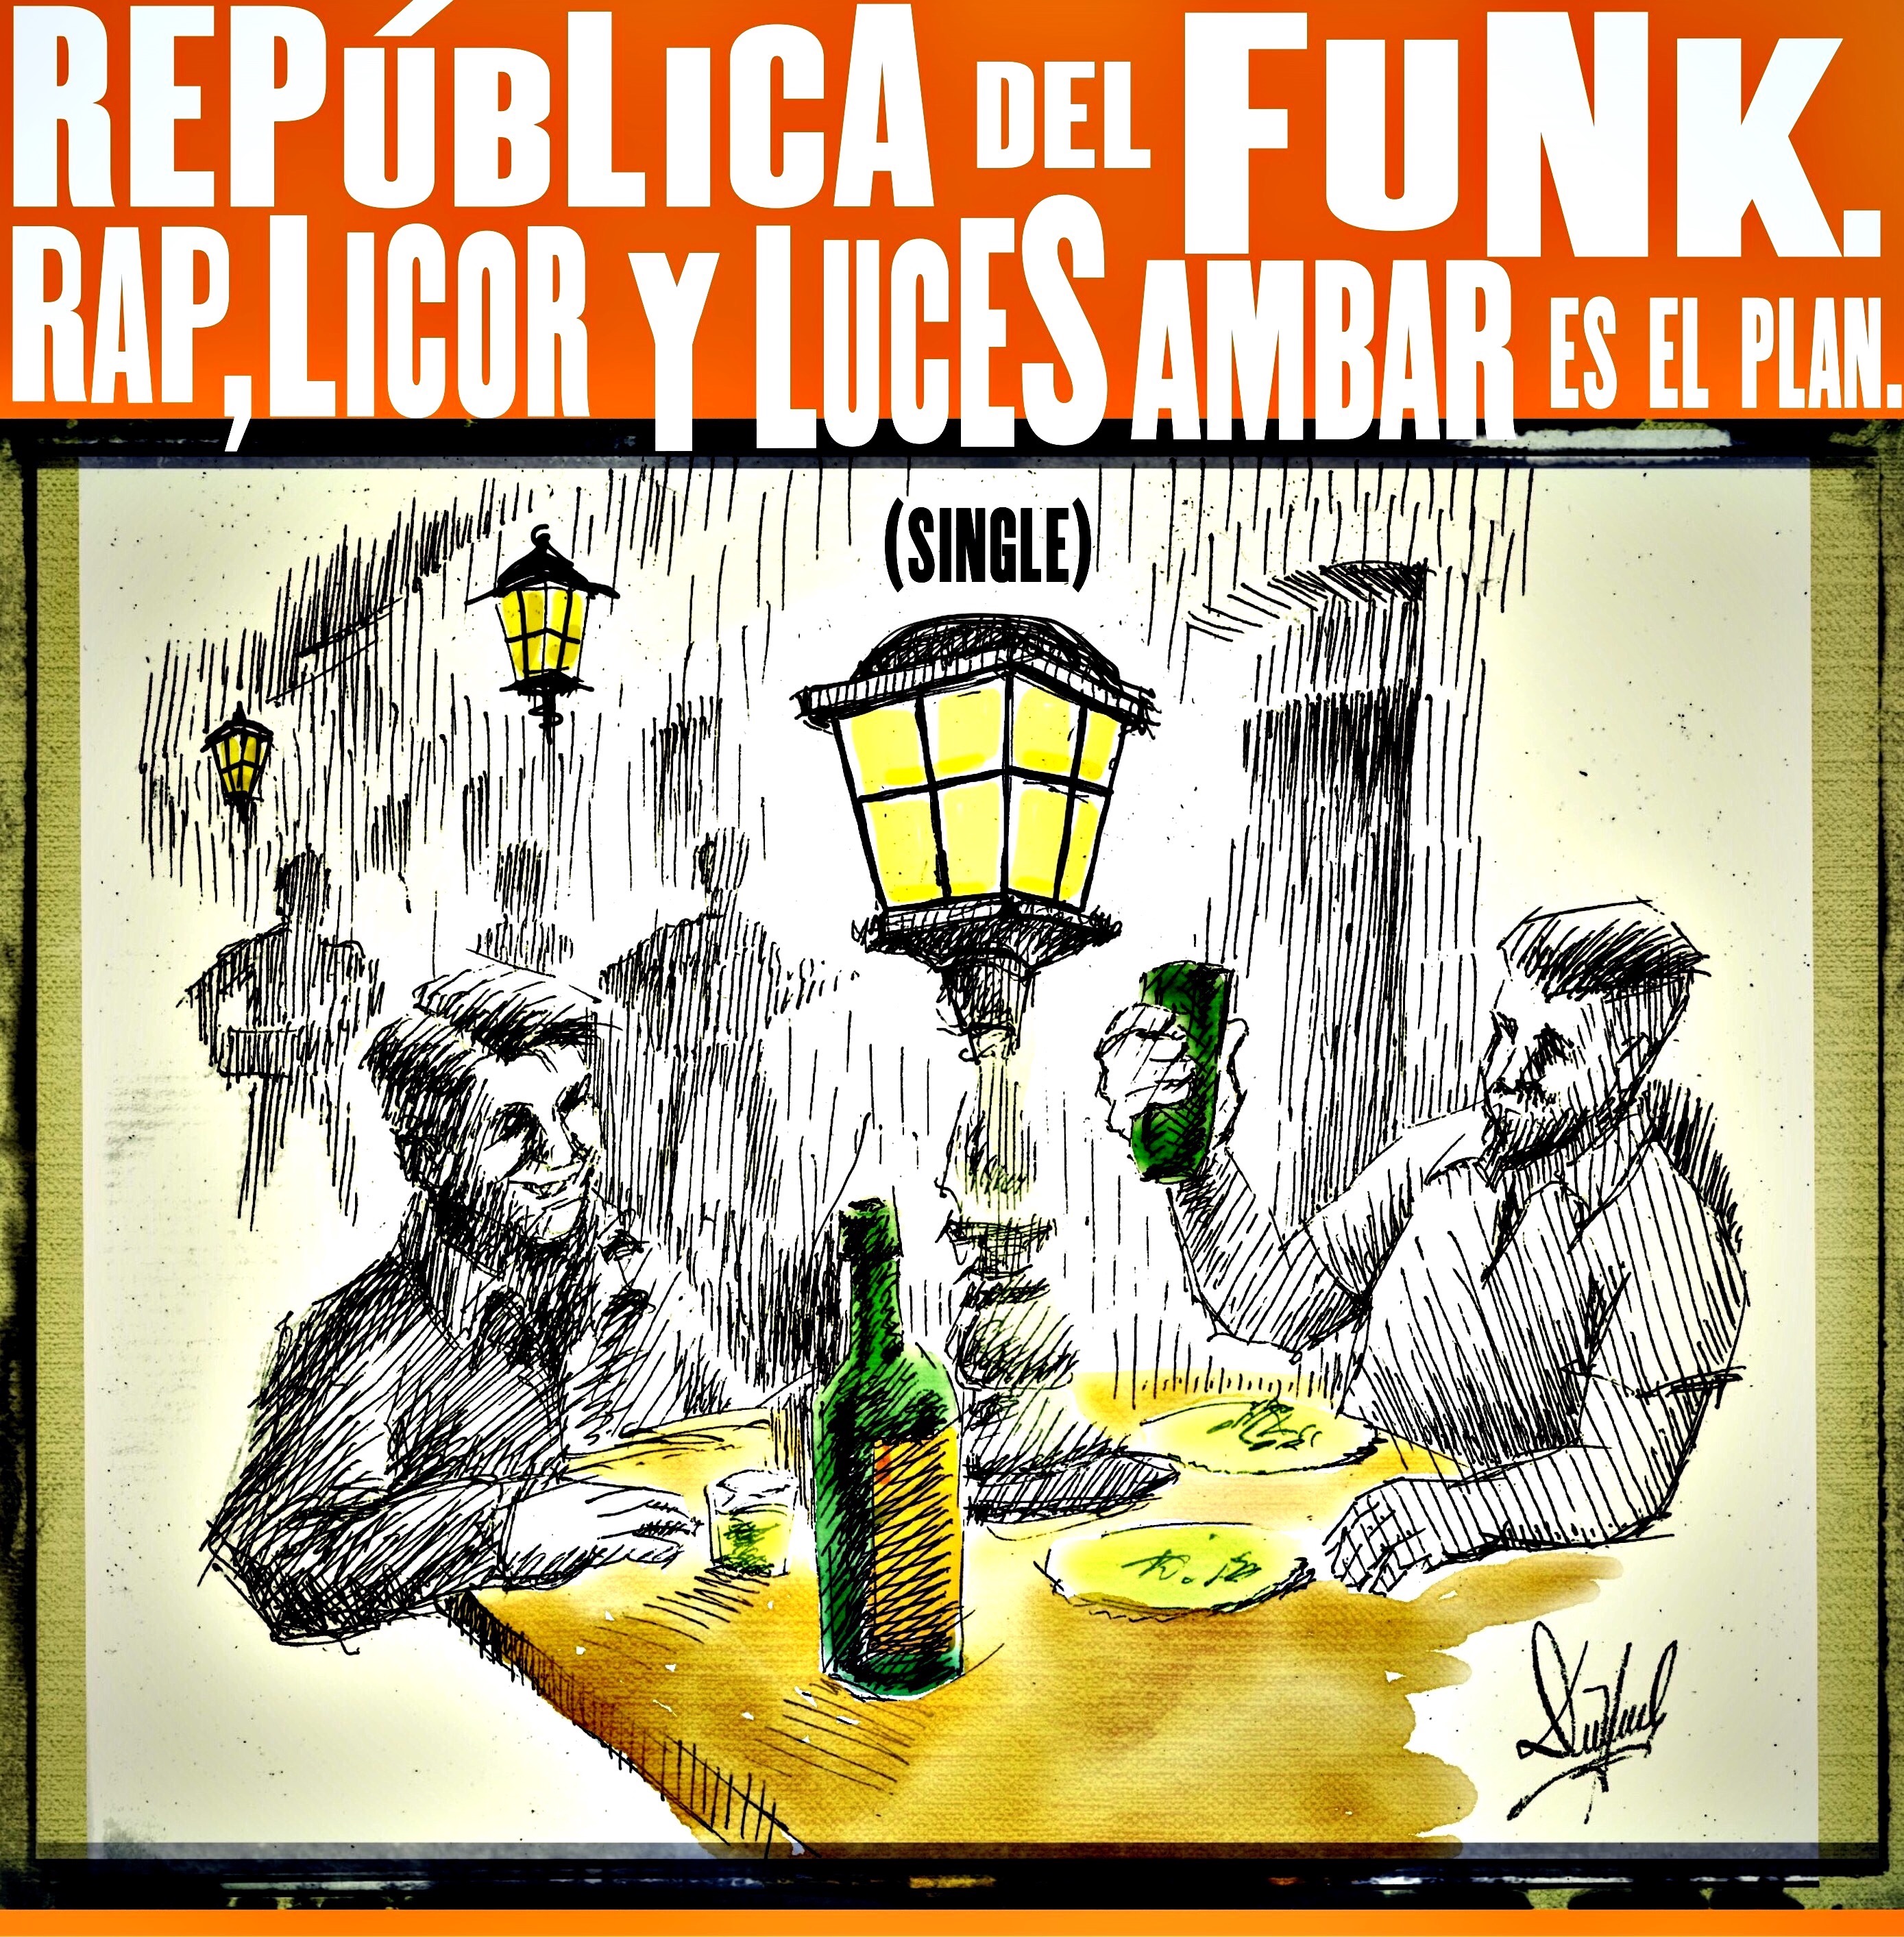 REPÚBLICA DEL FUNK.
RAP, LICOR Y LUCES AMBAR ES EL PLAN.
(SINGLE)